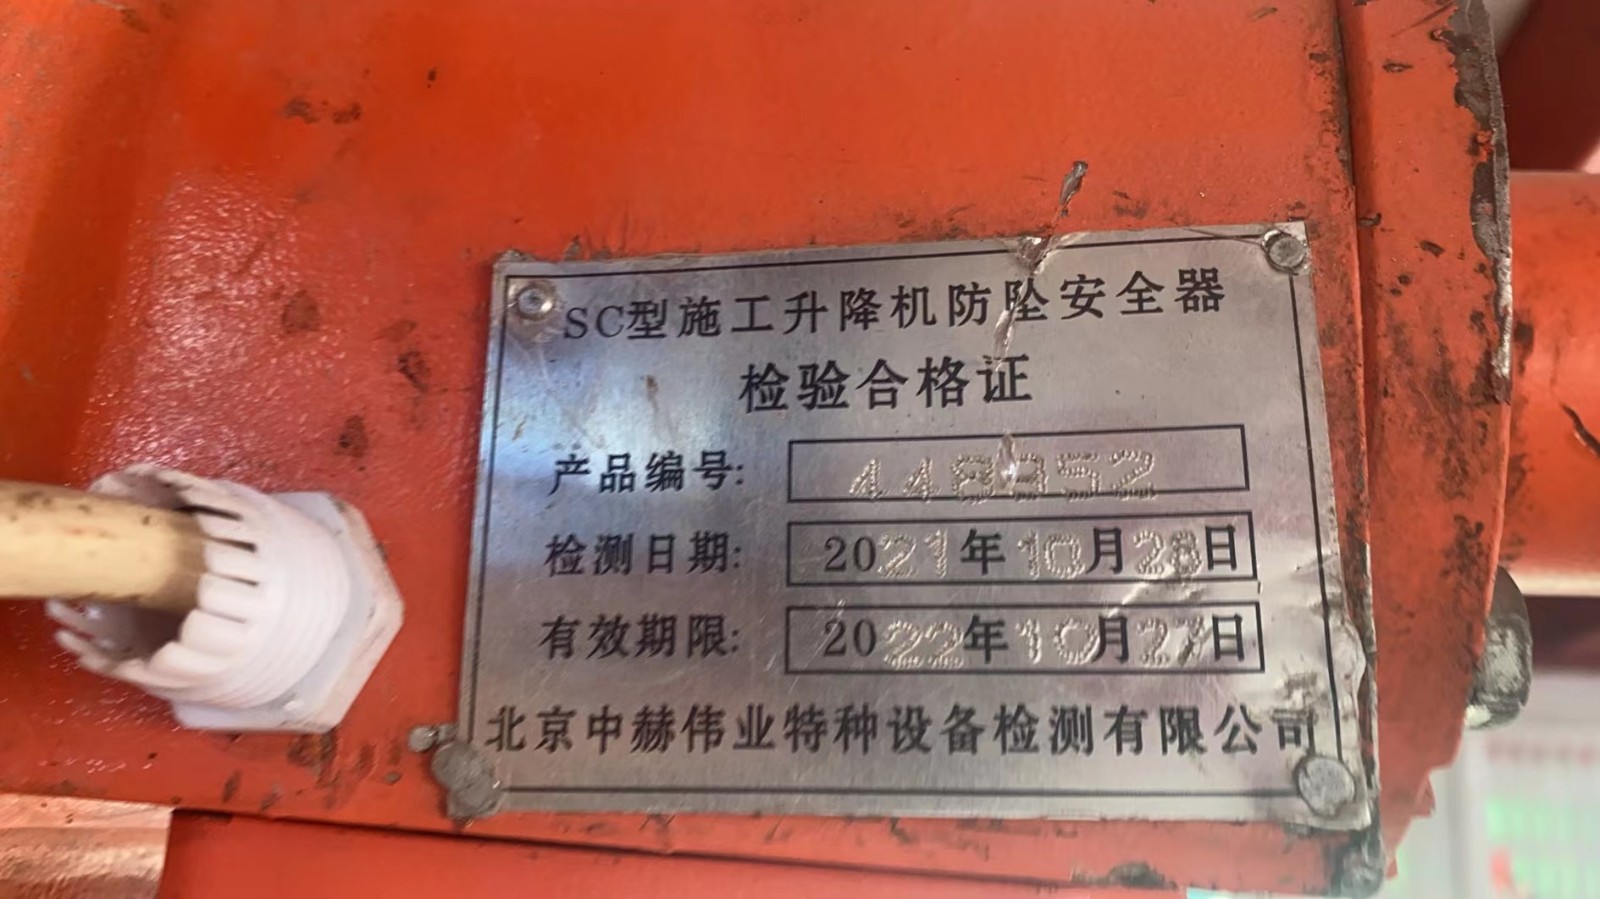 SC型施工升降机防坠安全器
检验合格证
产品编号: 448952
检测日期: 2021年10月28日
有效期限: 2022年10月27日
北京中赫伟业特种设备检测有限公司